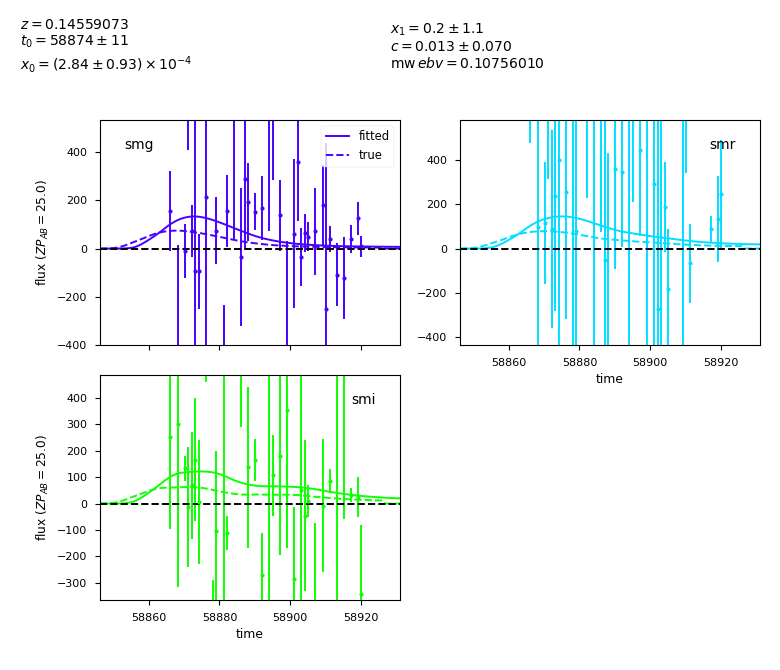 z = 0.14559073
t₀ = 58874 ± 11
x₀ = (2.84 ± 0.93) × 10⁻⁴
x₁ = 0.2 ± 1.1
c = 0.013 ± 0.070
mw ebv = 0.10756010
smg
fitted
true
400
200
0
−200
−400
flux (ZP_AB = 25.0)
smr
400
200
0
−200
−400
58860 58880 58900 58920
time
smi
400
300
200
100
0
−100
−200
−300
flux (ZP_AB = 25.0)
58860 58880 58900 58920
time